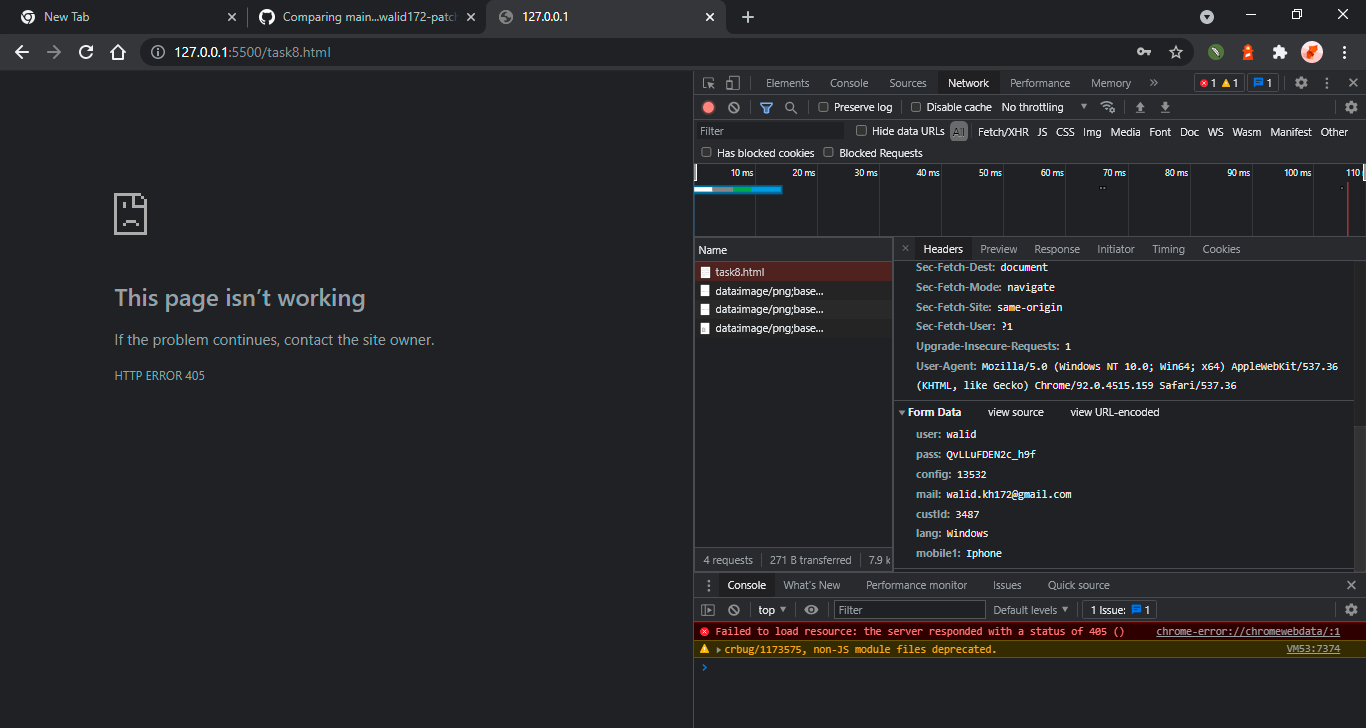 New Tab
Comparing main...walid172-patch
127.0.0.1
127.0.0.1:5500/task8.html
This page isn’t working
If the problem continues, contact the site owner.
HTTP ERROR 405
Elements Console Sources Network Performance Memory » 1 1 1
Preserve log Disable cache No throttling
Filter Hide data URLs All Fetch/XHR JS CSS Img Media Font Doc WS Wasm Manifest Other
Has blocked cookies Blocked Requests
10 ms 20 ms 30 ms 40 ms 50 ms 60 ms 70 ms 80 ms 90 ms 100 ms 110
Name
task8.html
data:image/png;base...
data:image/png;base...
data:image/png;base...
4 requests 271 B transferred 7.9 k
Headers Preview Response Initiator Timing Cookies
Sec-Fetch-Dest: document
Sec-Fetch-Mode: navigate
Sec-Fetch-Site: same-origin
Sec-Fetch-User: ?1
Upgrade-Insecure-Requests: 1
User-Agent: Mozilla/5.0 (Windows NT 10.0; Win64; x64) AppleWebKit/537.36
(KHTML, like Gecko) Chrome/92.0.4515.159 Safari/537.36
Form Data view source view URL-encoded
user: walid
pass: QvLLuFDEN2c_h9f
config: 13532
mail: walid.kh172@gmail.com
custId: 3487
lang: Windows
mobile1: Iphone
Console What's New Performance monitor Issues Quick source
top Filter Default levels 1 Issue: 1
Failed to load resource: the server responded with a status of 405 () chrome-error://chromewebdata/:1
crbug/1173575, non-JS module files deprecated. VM53:7374